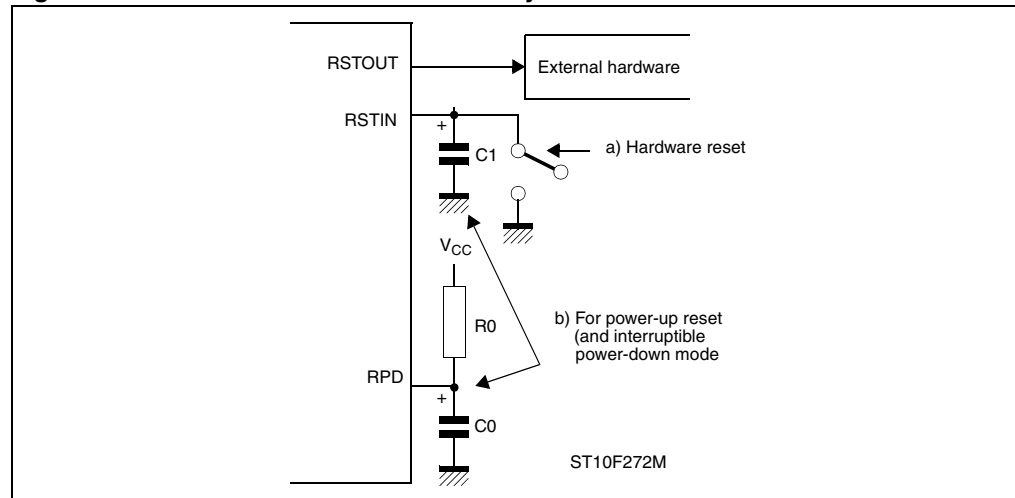 RSTOUT
External hardware
RSTIN
+
C1
a) Hardware reset
VCC
R0
b) For power-up reset
(and interruptible
power-down mode
RPD
+
C0
ST10F272M